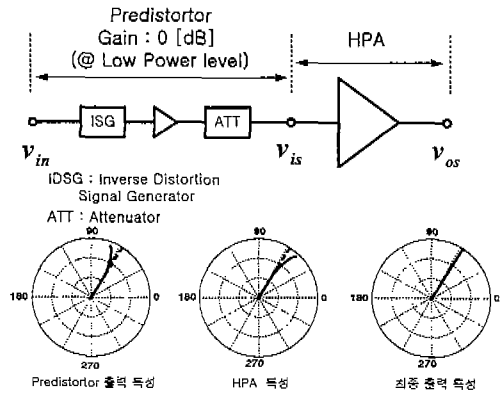 Predistortor
Gain : 0 [dB]
(@ Low Power level)
HPA
ISG
ATT
v_in
v_is
v_os
IDSG : Inverse Distortion
Signal Generator
ATT : Attenuator
90
180
0
270
90
180
0
270
90
180
0
270
Predistortor 출력 특성
HPA 특성
최종 출력 특성